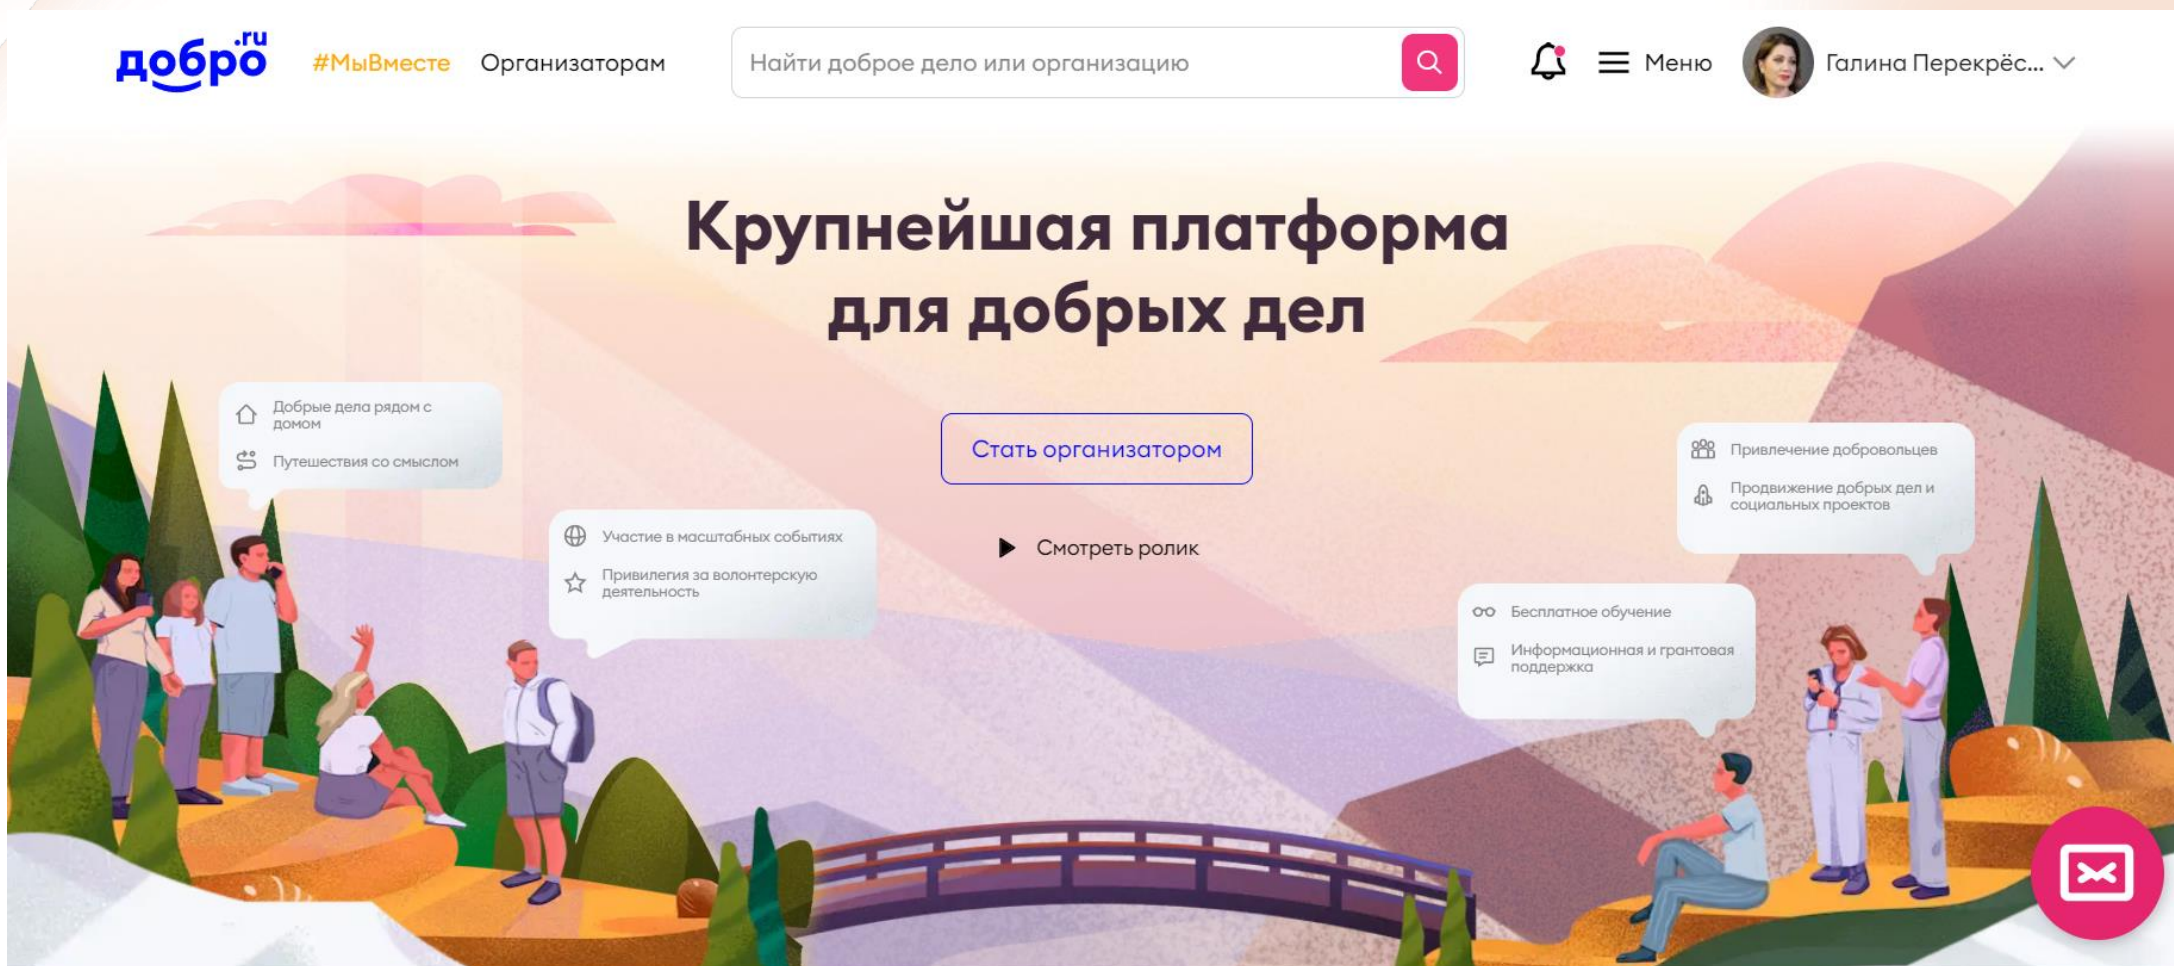 добро.ru
#МыВместе
Организаторам
Найти доброе дело или организацию
Меню
Галина Перекрёс...
Крупнейшая платформа
для добрых дел
Добрые дела рядом с
домом
Путешествия со смыслом
Стать организатором
Смотреть ролик
Участие в масштабных событиях
Привилегия за волонтерскую
деятельность
Привлечение добровольцев
Продвижение добрых дел и
социальных проектов
Бесплатное обучение
Информационная и грантовая
поддержка